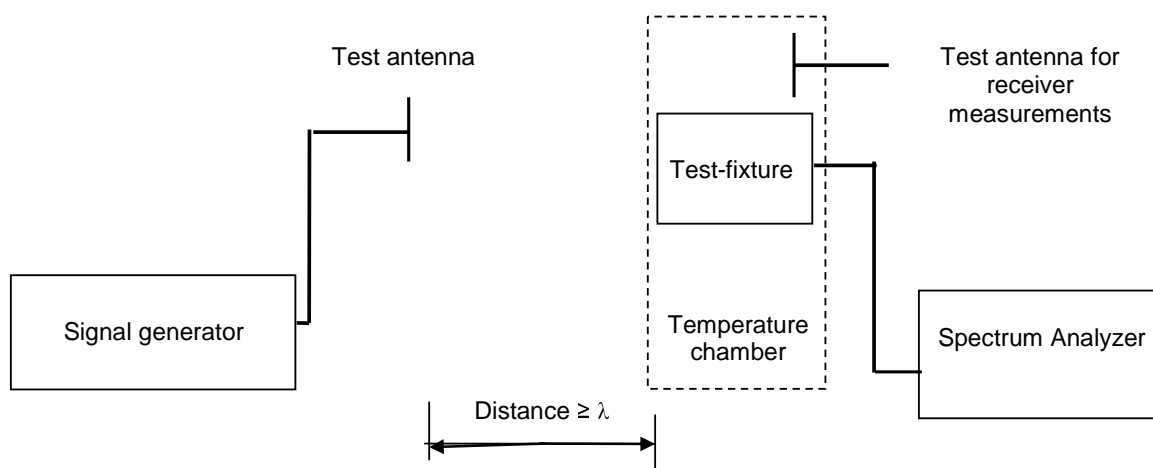 Test antenna
Test antenna for
receiver
measurements
Test-fixture
Signal generator
Temperature
chamber
Spectrum Analyzer
Distance ≥ λ